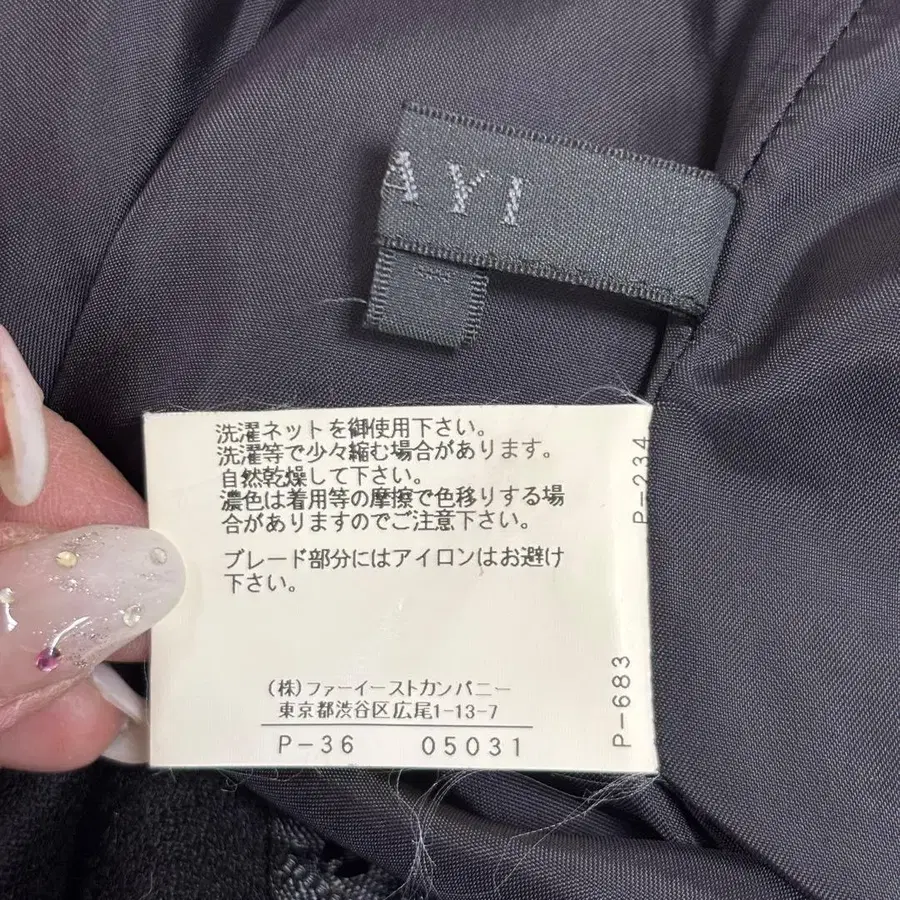 AYI
洗濯ネットを御使用下さい。
洗濯等で少々縮む場合があります。
自然乾燥して下さい。
濃色は着用等の摩擦で色移りする場
合がありますのでご注意下さい。
ブレード部分にはアイロンはお避け
下さい。
(株)ファーイーストカンパニー
東京都渋谷区広尾1-13-7
P-36 05031
P-234
P-683